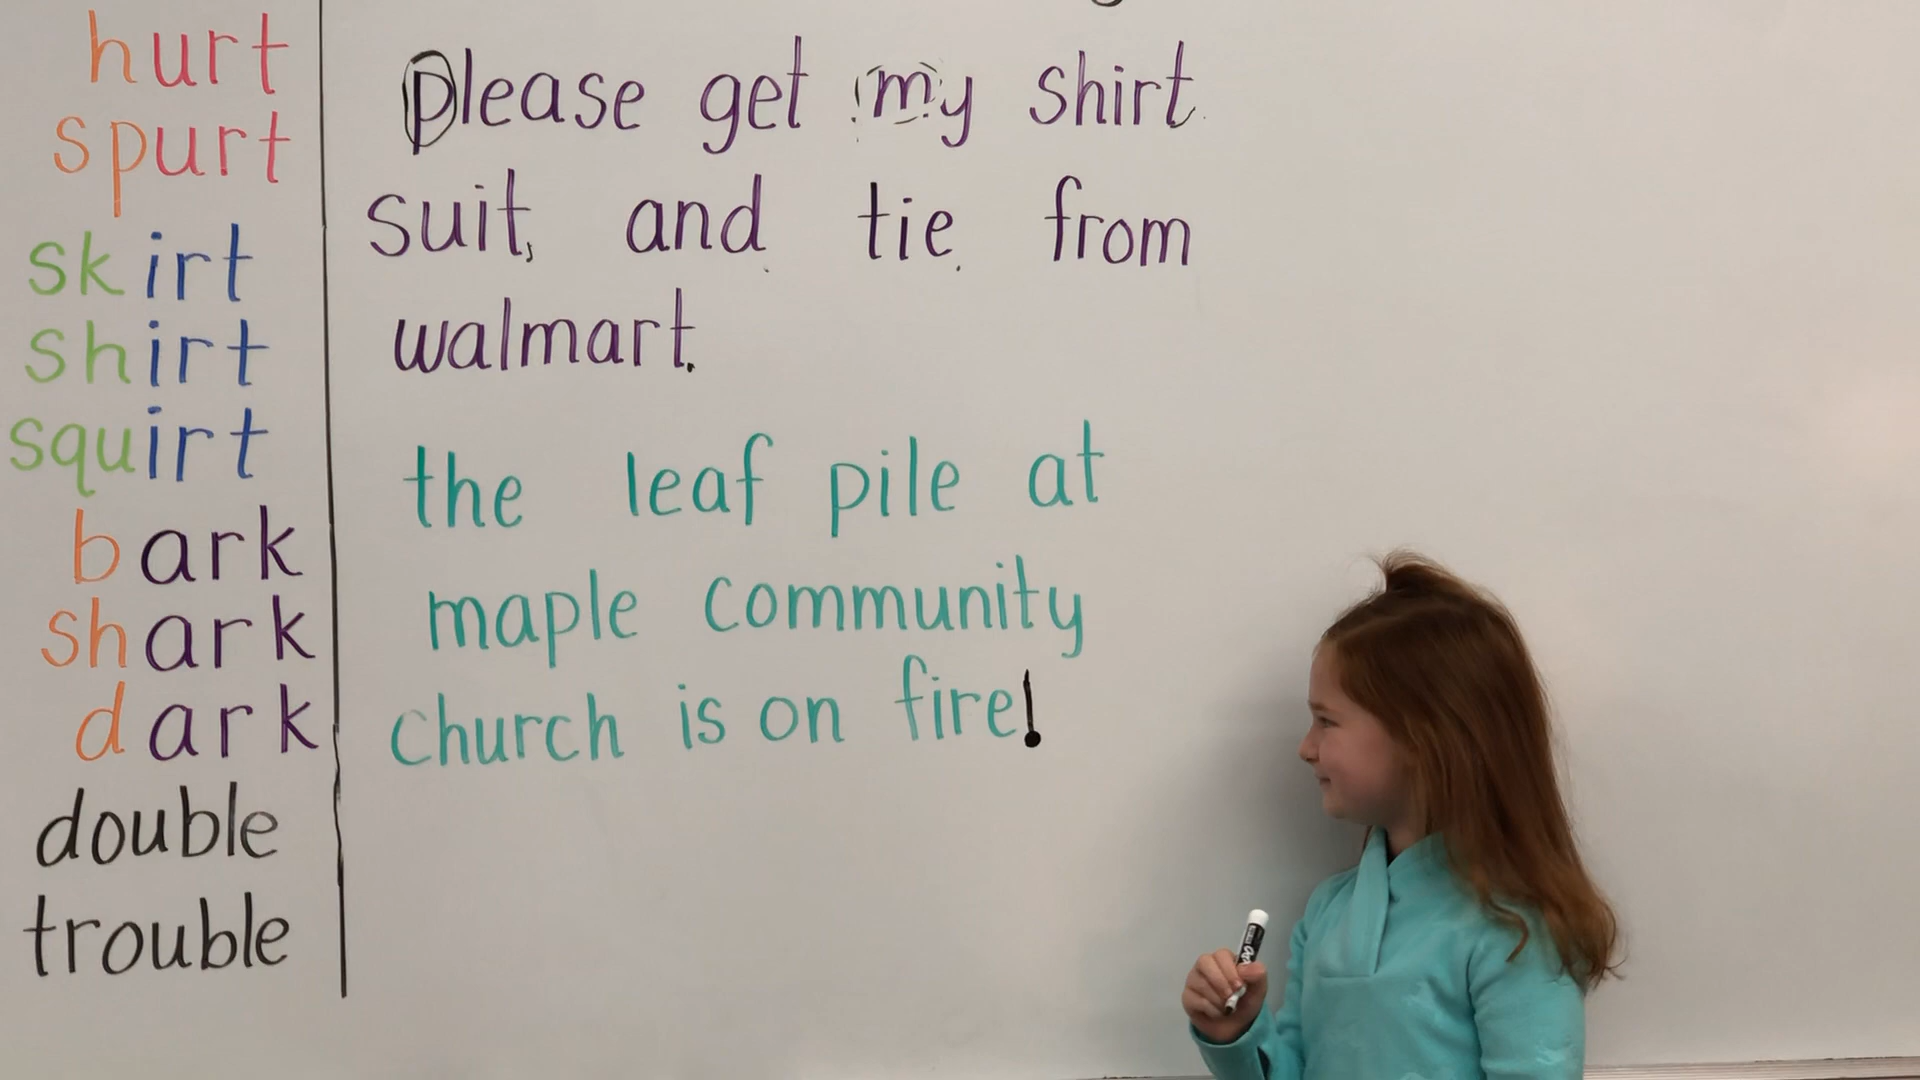 hurt
spurt
skirt
shirt
squirt
bark
shark
dark
double
trouble
please get my shirt
suit, and tie from
walmart.
the leaf pile at
maple community
church is on fire!